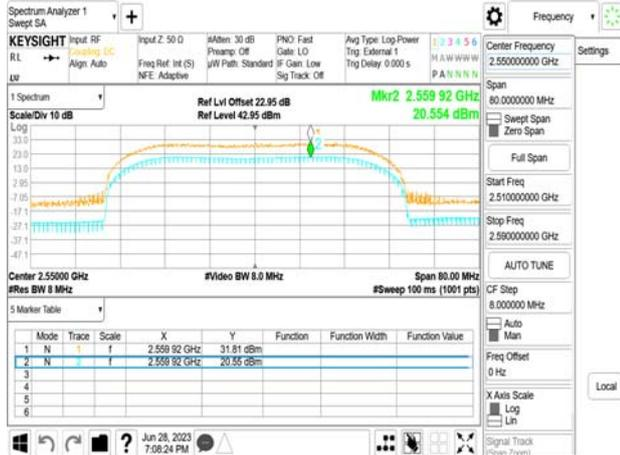 Spectrum Analyzer 1
Swept SA
Frequency
KEYSIGHT
Input: RF
Coupling: DC
Align: Auto
Input Z: 50 Ω
Freq Ref: Int (S)
NFE: Adaptive
#Atten: 30 dB
Preamp: Off
µW Path: Standard
PNO: Fast
Gate: LO
IF Gain: Low
Sig Track: Off
Avg Type: Log-Power
Trig: External 1
Trig Delay: 0.000 s
1 2 3 4 5 6
M A W W W W
P A N N N N
RL
Center Frequency
2.550000000 GHz
Settings
Span
80.0000000 MHz
Swept Span
Zero Span
Full Span
Start Freq
2.510000000 GHz
Stop Freq
2.590000000 GHz
AUTO TUNE
CF Step
8.000000 MHz
Auto
Man
Freq Offset
0 Hz
X Axis Scale
Log
Lin
Local
Signal Track
(Span Zoom)
1 Spectrum
Scale/Div 10 dB
Log
Ref Lvl Offset 22.95 dB
Ref Level 42.95 dBm
Mkr2 2.559 92 GHz
20.554 dBm
33.0
23.0
13.0
2.95
-7.05
-17.1
-27.1
-37.1
-47.1
Center 2.55000 GHz
#Res BW 8 MHz
#Video BW 8.0 MHz
Span 80.00 MHz
#Sweep 100 ms (1001 pts)
5 Marker Table
Mode Trace Scale X Y Function Function Width Function Value
1 N 1 f 2.559 92 GHz 31.81 dBm
2 N 2 f 2.559 92 GHz 20.55 dBm
3
4
5
6
Jun 28, 2023
7:08:24 PM